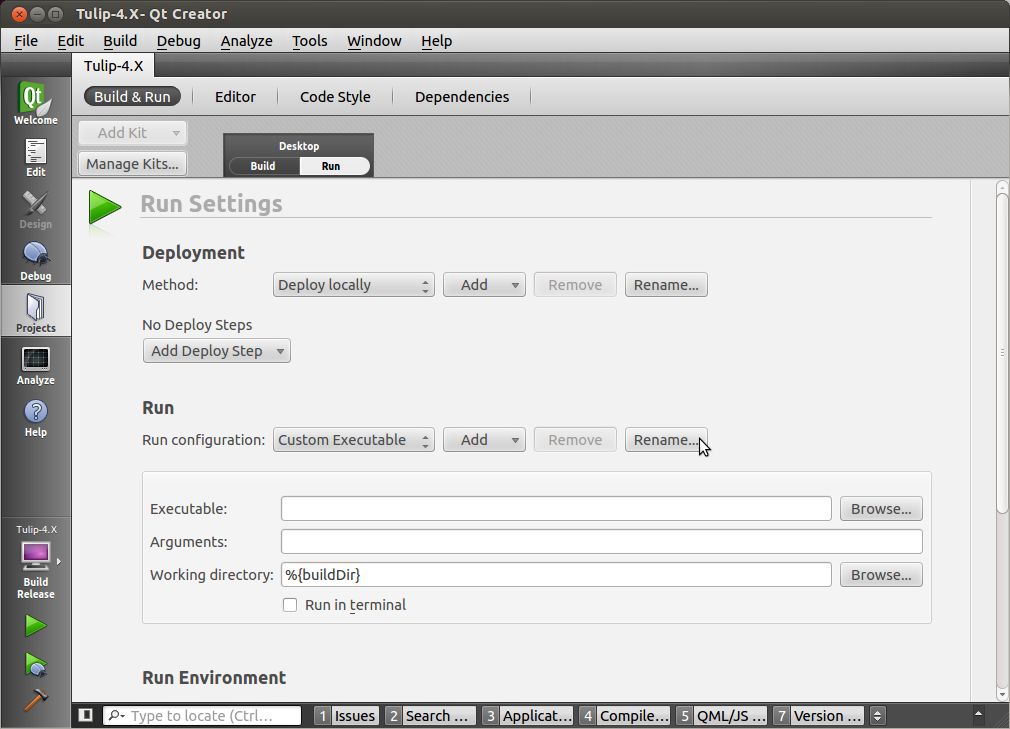 Tulip-4.X- Qt Creator
File Edit Build Debug Analyze Tools Window Help
Tulip-4.X
Qt
Welcome
Edit
Design
Debug
Projects
Analyze
?
Help
Tulip-4.X
Build
Release
Build & Run Editor Code Style Dependencies
Add Kit
Manage Kits...
Desktop
Build Run
Run Settings
Deployment
Method: Deploy locally Add Remove Rename...
No Deploy Steps
Add Deploy Step
Run
Run configuration: Custom Executable Add Remove Rename...
Executable: Browse...
Arguments:
Working directory: %{buildDir} Browse...
Run in terminal
Run Environment
Type to locate (Ctrl... 1 Issues 2 Search ... 3 Applicat... 4 Compile... 5 QML/JS ... 7 Version ...